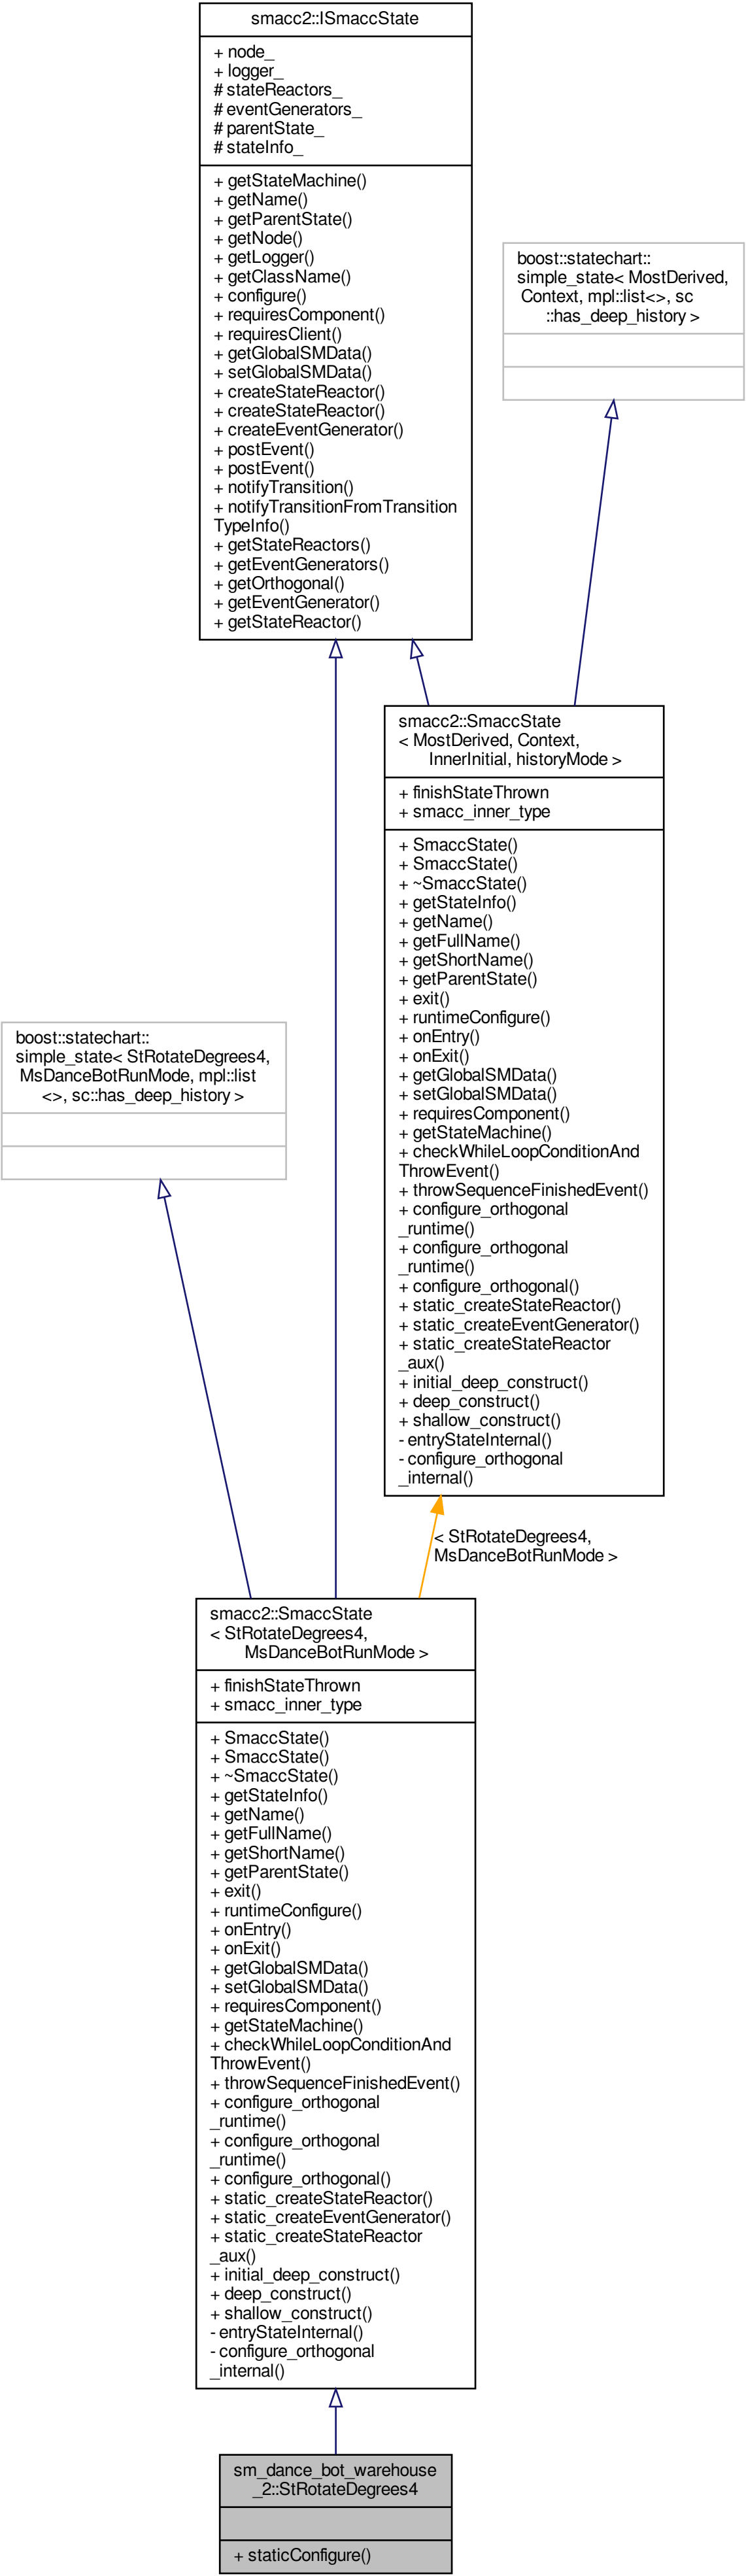 smacc2::ISmaccState
+ node_
+ logger_
# stateReactors_
# eventGenerators_
# parentState_
# stateInfo_
+ getStateMachine()
+ getName()
+ getParentState()
+ getNode()
+ getLogger()
+ getClassName()
+ configure()
+ requiresComponent()
+ requiresClient()
+ getGlobalSMData()
+ setGlobalSMData()
+ createStateReactor()
+ createStateReactor()
+ createEventGenerator()
+ postEvent()
+ postEvent()
+ notifyTransition()
+ notifyTransitionFromTransition
TypeInfo()
+ getStateReactors()
+ getEventGenerators()
+ getOrthogonal()
+ getEventGenerator()
+ getStateReactor()
boost::statechart::
simple_state< MostDerived,
Context, mpl::list<>, sc
::has_deep_history >
smacc2::SmaccState
< MostDerived, Context,
InnerInitial, historyMode >
+ finishStateThrown
+ smacc_inner_type
+ SmaccState()
+ SmaccState()
+ ~SmaccState()
+ getStateInfo()
+ getName()
+ getFullName()
+ getShortName()
+ getParentState()
+ exit()
+ runtimeConfigure()
+ onEntry()
+ onExit()
+ getGlobalSMData()
+ setGlobalSMData()
+ requiresComponent()
+ getStateMachine()
+ checkWhileLoopConditionAnd
ThrowEvent()
+ throwSequenceFinishedEvent()
+ configure_orthogonal
_runtime()
+ configure_orthogonal
_runtime()
+ configure_orthogonal()
+ static_createStateReactor()
+ static_createEventGenerator()
+ static_createStateReactor
_aux()
+ initial_deep_construct()
+ deep_construct()
+ shallow_construct()
- entryStateInternal()
- configure_orthogonal
_internal()
boost::statechart::
simple_state< StRotateDegrees4,
MsDanceBotRunMode, mpl::list
<>, sc::has_deep_history >
< StRotateDegrees4,
MsDanceBotRunMode >
smacc2::SmaccState
< StRotateDegrees4,
MsDanceBotRunMode >
+ finishStateThrown
+ smacc_inner_type
+ SmaccState()
+ SmaccState()
+ ~SmaccState()
+ getStateInfo()
+ getName()
+ getFullName()
+ getShortName()
+ getParentState()
+ exit()
+ runtimeConfigure()
+ onEntry()
+ onExit()
+ getGlobalSMData()
+ setGlobalSMData()
+ requiresComponent()
+ getStateMachine()
+ checkWhileLoopConditionAnd
ThrowEvent()
+ throwSequenceFinishedEvent()
+ configure_orthogonal
_runtime()
+ configure_orthogonal
_runtime()
+ configure_orthogonal()
+ static_createStateReactor()
+ static_createEventGenerator()
+ static_createStateReactor
_aux()
+ initial_deep_construct()
+ deep_construct()
+ shallow_construct()
- entryStateInternal()
- configure_orthogonal
_internal()
sm_dance_bot_warehouse
_2::StRotateDegrees4
+ staticConfigure()